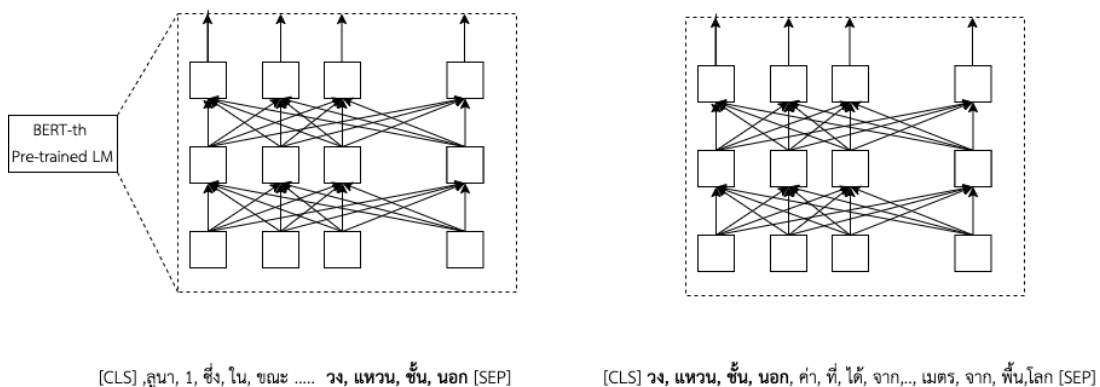 BERT-th
Pre-trained LM
[CLS] ,ลูนา, 1, ซึ่ง, ใน, ขณะ ..... วง, แหวน, ชั้น, นอก [SEP]
[CLS] วง, แหวน, ชั้น, นอก, ค่า, ที่, ได้, จาก,.., เมตร, จาก, พื้น,โลก [SEP]